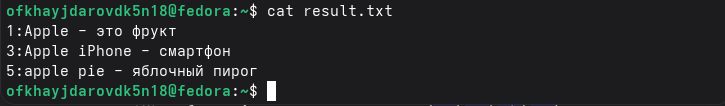 ofkhayjdarovdk5n18@fedora:~$ cat result.txt
1:Apple – это фрукт
3:Apple iPhone – смартфон
5:apple pie – яблочный пирог
ofkhayjdarovdk5n18@fedora:~$